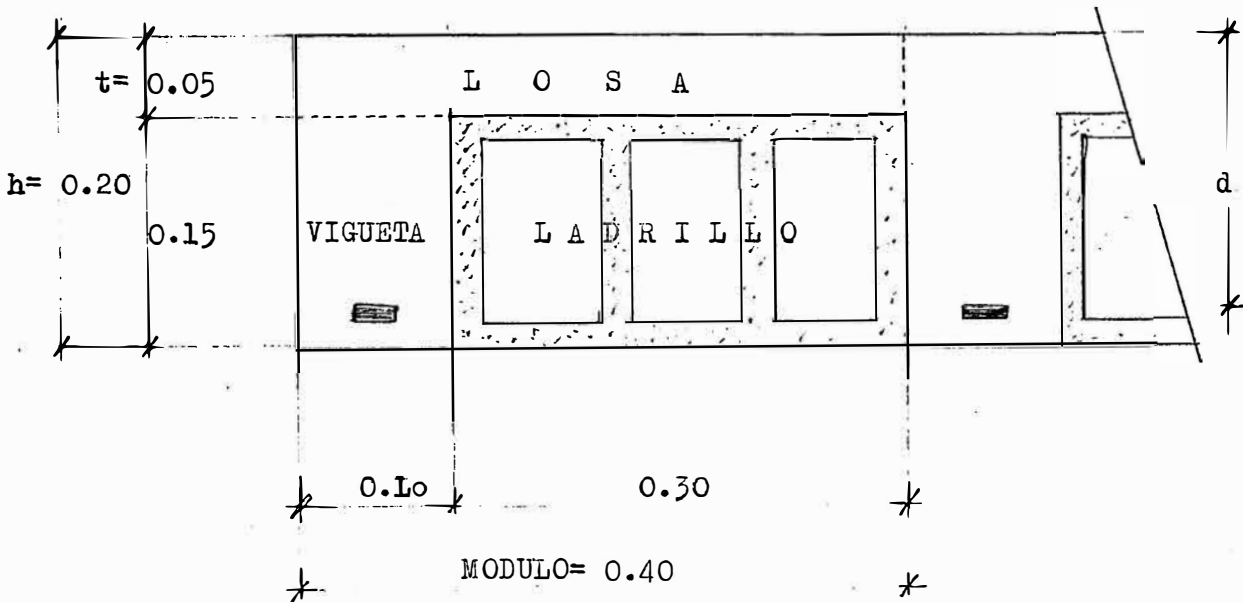 t= 0.05
L O S A
h= 0.20
d
0.15
VIGUETA
L A D R I L L O
0.Lo
0.30
MODULO= 0.40